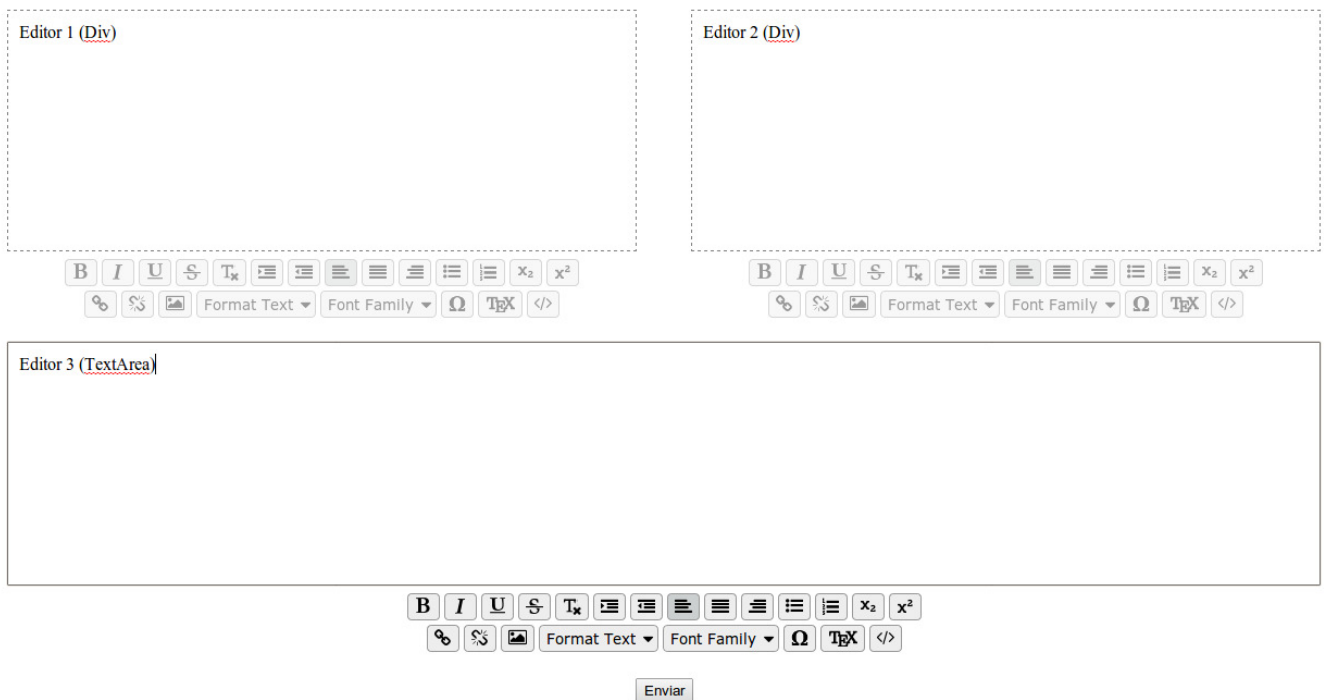 Editor 1 (Div)
Editor 2 (Div)
B I U S Tx x₂ x²
B I U S Tx x₂ x²
Format Text Font Family Ω TEX </>
Format Text Font Family Ω TEX </>
Editor 3 (TextArea)
B I U S Tx x₂ x²
Format Text Font Family Ω TEX </>
Enviar